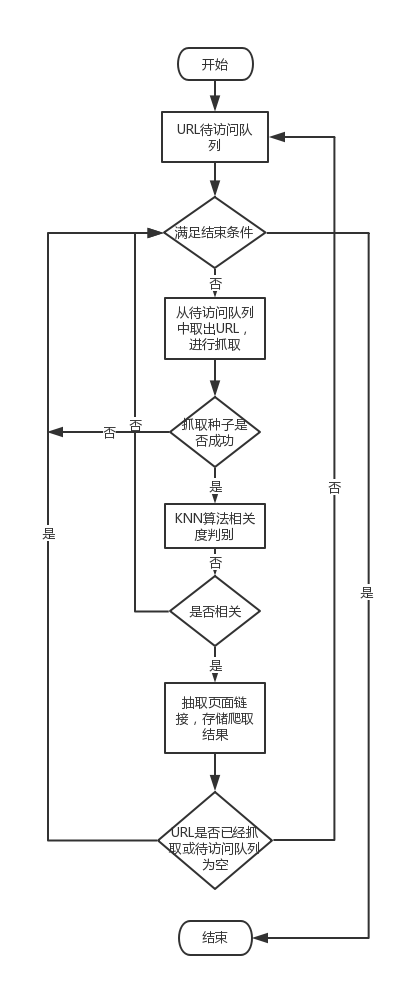 开始
URL待访问队
列
满足结束条件
否
从待访问队列
中取出URL，
进行抓取
抓取种子是
否成功
否
否
是
KNN算法相关
度判别
否
是
否
是
是否相关
是
抽取页面链
接，存储爬取
结果
URL是否已经抓
取或待访问队列
为空
结束